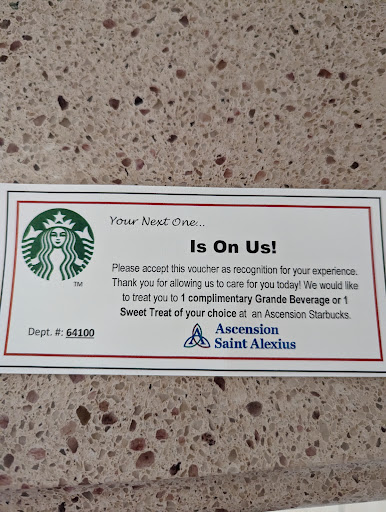 Your Next One...
Is On Us!
Please accept this voucher as recognition for your experience.
Thank you for allowing us to care for you today! We would like
to treat you to 1 complimentary Grande Beverage or 1
Sweet Treat of your choice at an Ascension Starbucks.
TM
Dept. #: 64100
Ascension
Saint Alexius